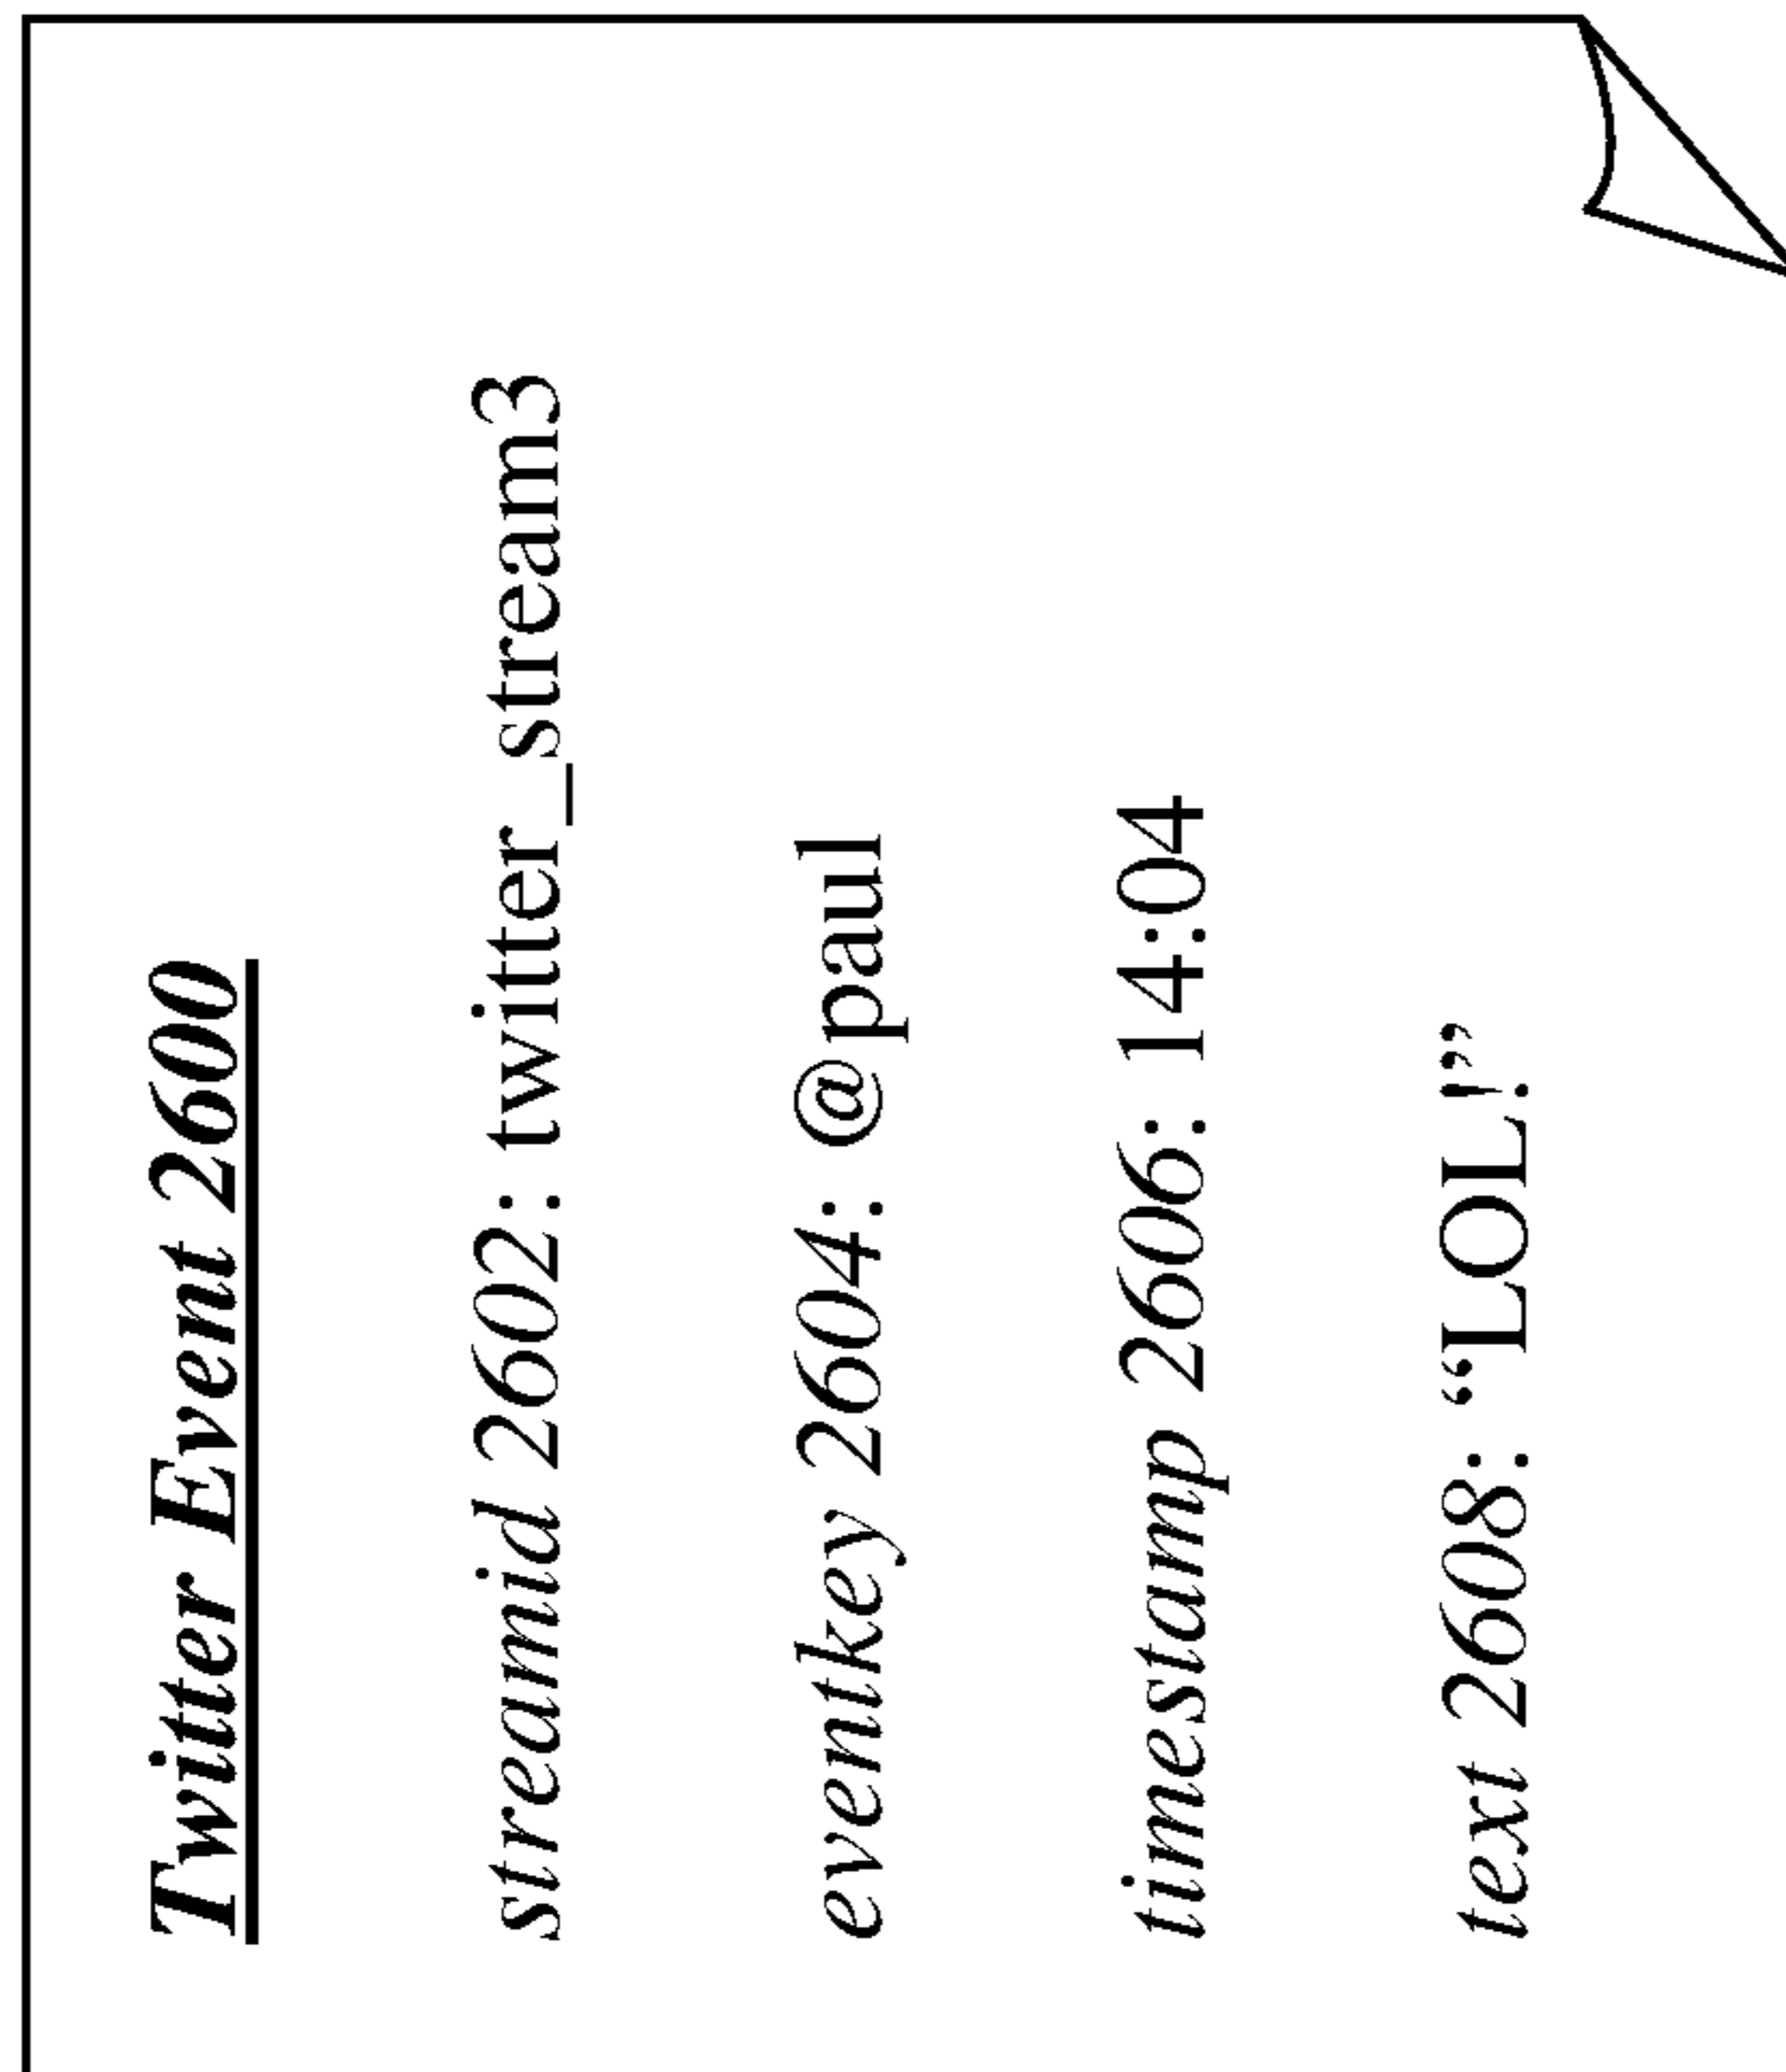 Twitter Event 2600
streamid 2602: twitter_stream3
eventkey 2604: @paul
timestamp 2606: 14:04
text 2608: “LOL!”